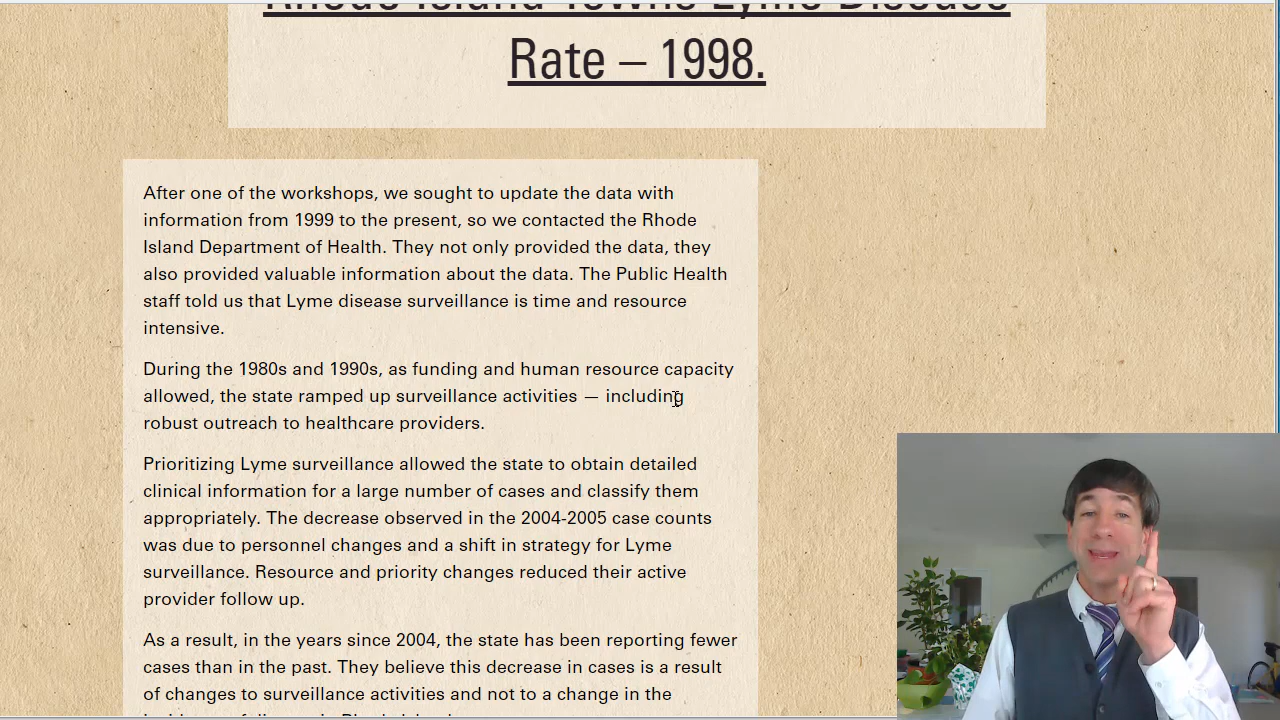 Rhode Island Towns Lyme Disease
Rate – 1998.
After one of the workshops, we sought to update the data with
information from 1999 to the present, so we contacted the Rhode
Island Department of Health. They not only provided the data, they
also provided valuable information about the data. The Public Health
staff told us that Lyme disease surveillance is time and resource
intensive.
During the 1980s and 1990s, as funding and human resource capacity
allowed, the state ramped up surveillance activities — including
robust outreach to healthcare providers.
Prioritizing Lyme surveillance allowed the state to obtain detailed
clinical information for a large number of cases and classify them
appropriately. The decrease observed in the 2004-2005 case counts
was due to personnel changes and a shift in strategy for Lyme
surveillance. Resource and priority changes reduced their active
provider follow up.
As a result, in the years since 2004, the state has been reporting fewer
cases than in the past. They believe this decrease in cases is a result
of changes to surveillance activities and not to a change in the